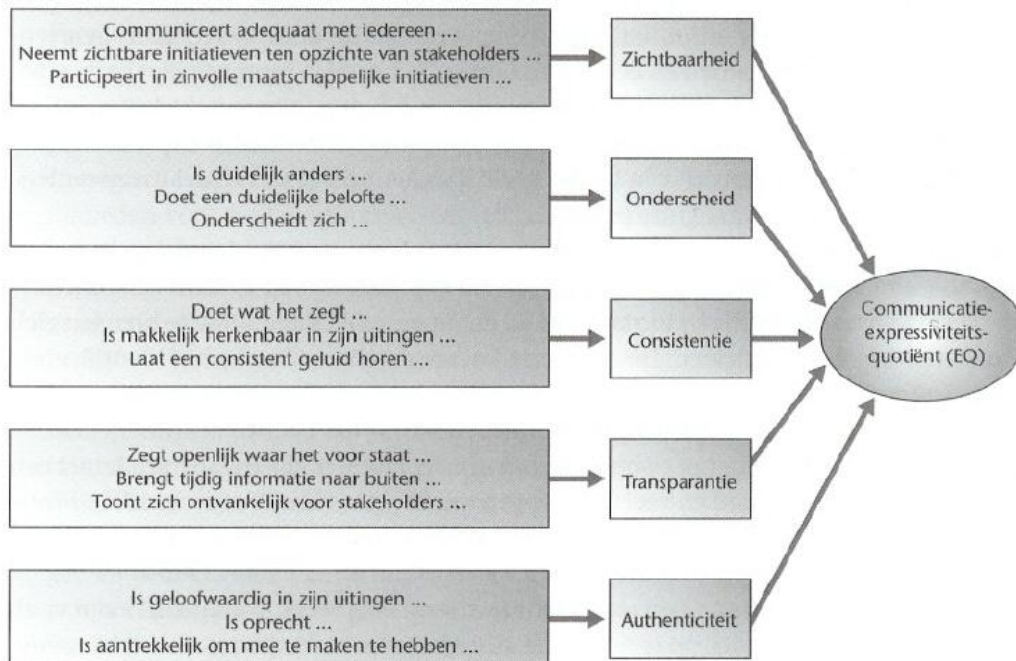 Communiceert adequaat met iedereen ...
Neemt zichtbare initiatieven ten opzichte van stakeholders ...
Participeert in zinvolle maatschappelijke initiatieven ...
Zichtbaarheid
Is duidelijk anders ...
Doet een duidelijke belofte ...
Onderscheidt zich ...
Onderscheid
Doet wat het zegt ...
Is makkelijk herkenbaar in zijn uitingen ...
Laat een consistent geluid horen ...
Consistentie
Communicatie-
expressiviteits-
quotiënt (EQ)
Zegt openlijk waar het voor staat ...
Brengt tijdig informatie naar buiten ...
Toont zich ontvankelijk voor stakeholders ...
Transparantie
Is geloofwaardig in zijn uitingen ...
Is oprecht ...
Is aantrekkelijk om mee te maken te hebben ...
Authenticiteit